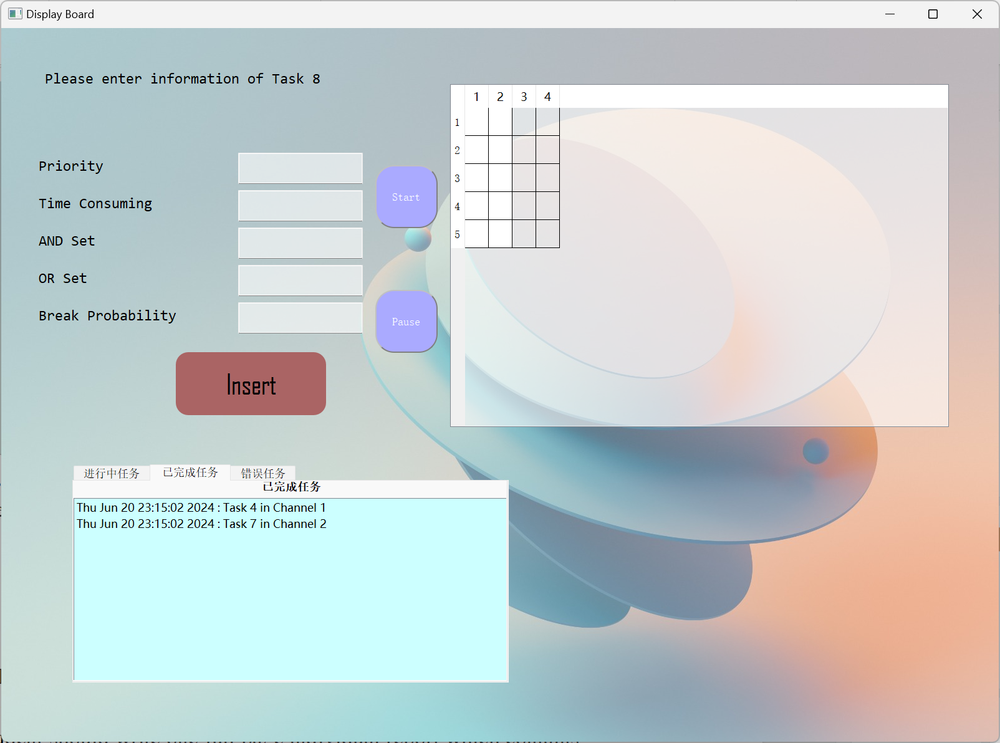 Display Board
Please enter information of Task 8
Priority
Time Consuming
AND Set
OR Set
Break Probability
Start
Pause
Insert
1 2 3 4
1
2
3
4
5
进行中任务 已完成任务 错误任务
已完成任务
Thu Jun 20 23:15:02 2024 : Task 4 in Channel 1
Thu Jun 20 23:15:02 2024 : Task 7 in Channel 2